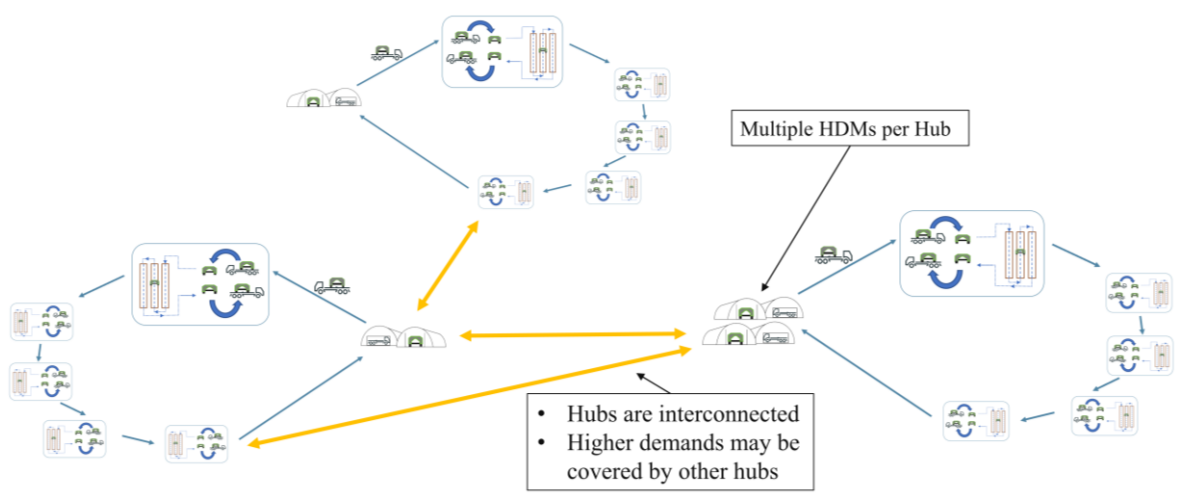 Multiple HDMs per Hub
• Hubs are interconnected
• Higher demands may be
covered by other hubs